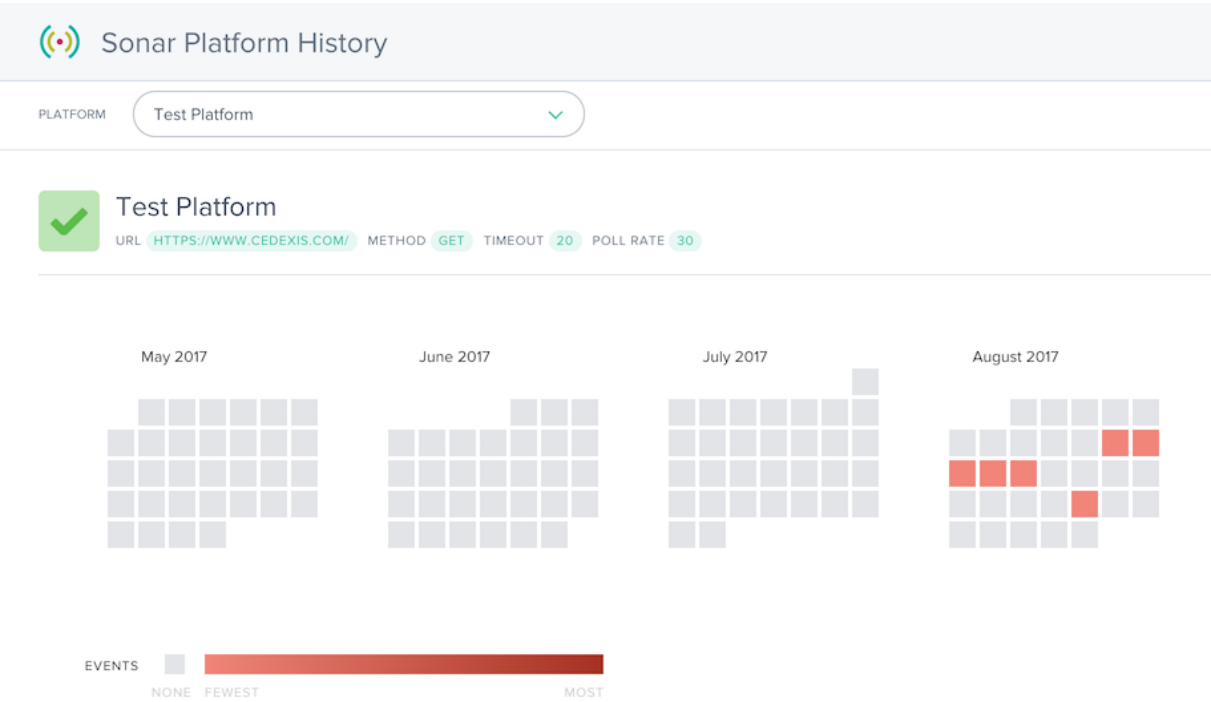 Sonar Platform History
PLATFORM Test Platform
Test Platform
URL HTTPS://WWW.CEDEXIS.COM/ METHOD GET TIMEOUT 20 POLL RATE 30
May 2017 June 2017 July 2017 August 2017
EVENTS
NONE FEWEST MOST